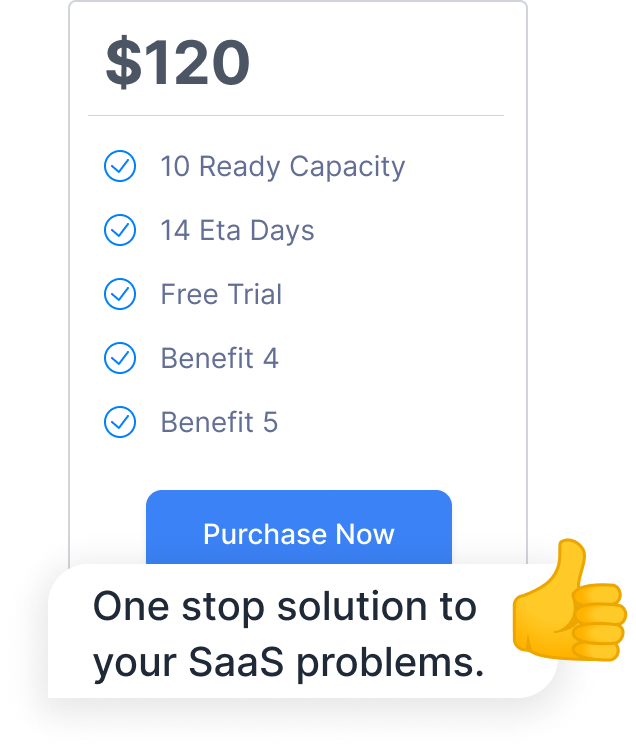 $120
10 Ready Capacity
14 Eta Days
Free Trial
Benefit 4
Benefit 5
Purchase Now
One stop solution to
your SaaS problems.